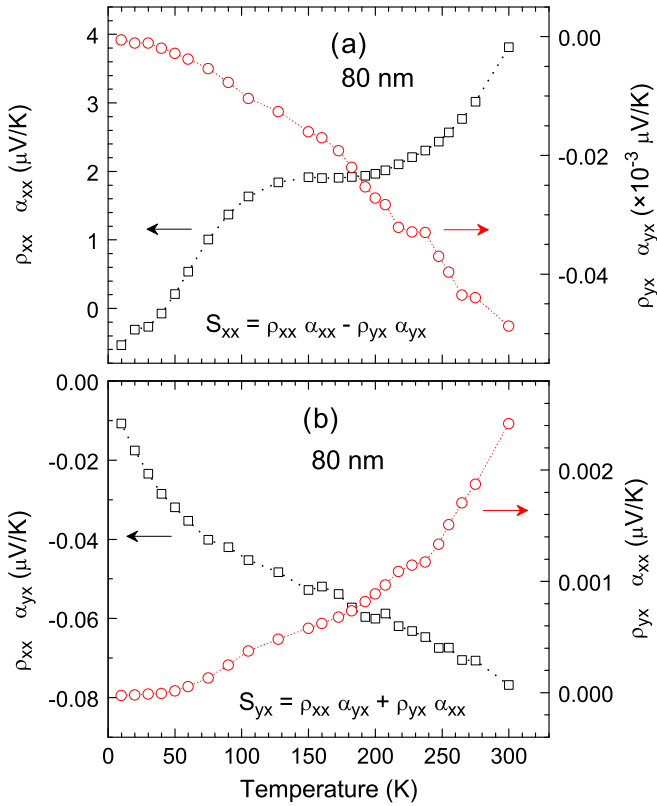 (a)
80 nm
4
3
2
1
0
ρxx αxx (μV/K)
0.00
-0.02
-0.04
ρyx αyx (×10⁻³ μV/K)
Sxx = ρxx αxx - ρyx αyx
(b)
80 nm
0.00
-0.02
-0.04
-0.06
-0.08
ρxx αyx (μV/K)
0.002
0.001
0.000
ρyx αxx (μV/K)
Syx = ρxx αyx + ρyx αxx
0 50 100 150 200 250 300
Temperature (K)